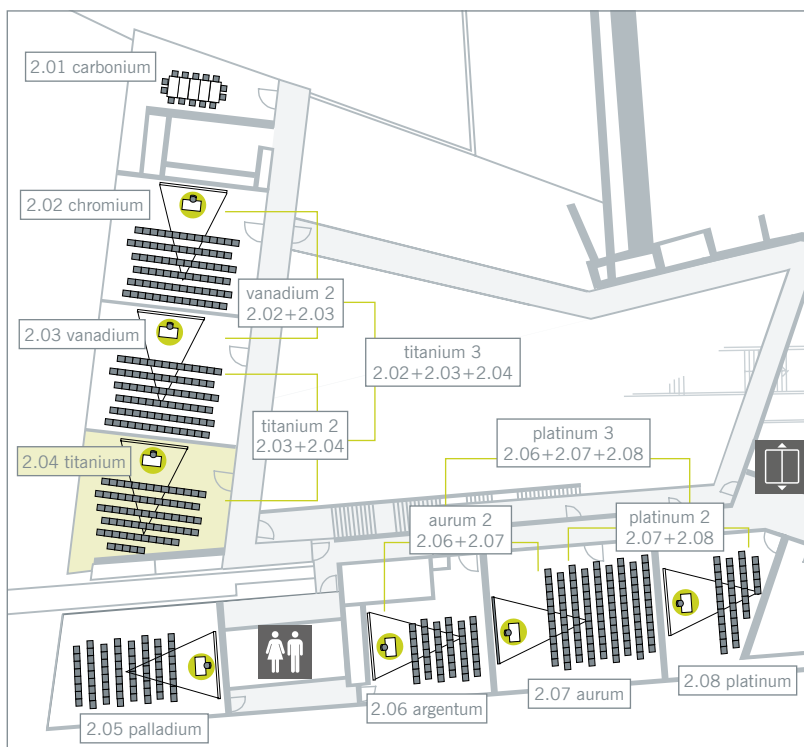 2.01 carbonium
2.02 chromium
vanadium 2
2.02+2.03
2.03 vanadium
titanium 3
2.02+2.03+2.04
titanium 2
2.03+2.04
2.04 titanium
platinum 3
2.06+2.07+2.08
aurum 2
2.06+2.07
platinum 2
2.07+2.08
2.05 palladium
2.06 argentum
2.07 aurum
2.08 platinum